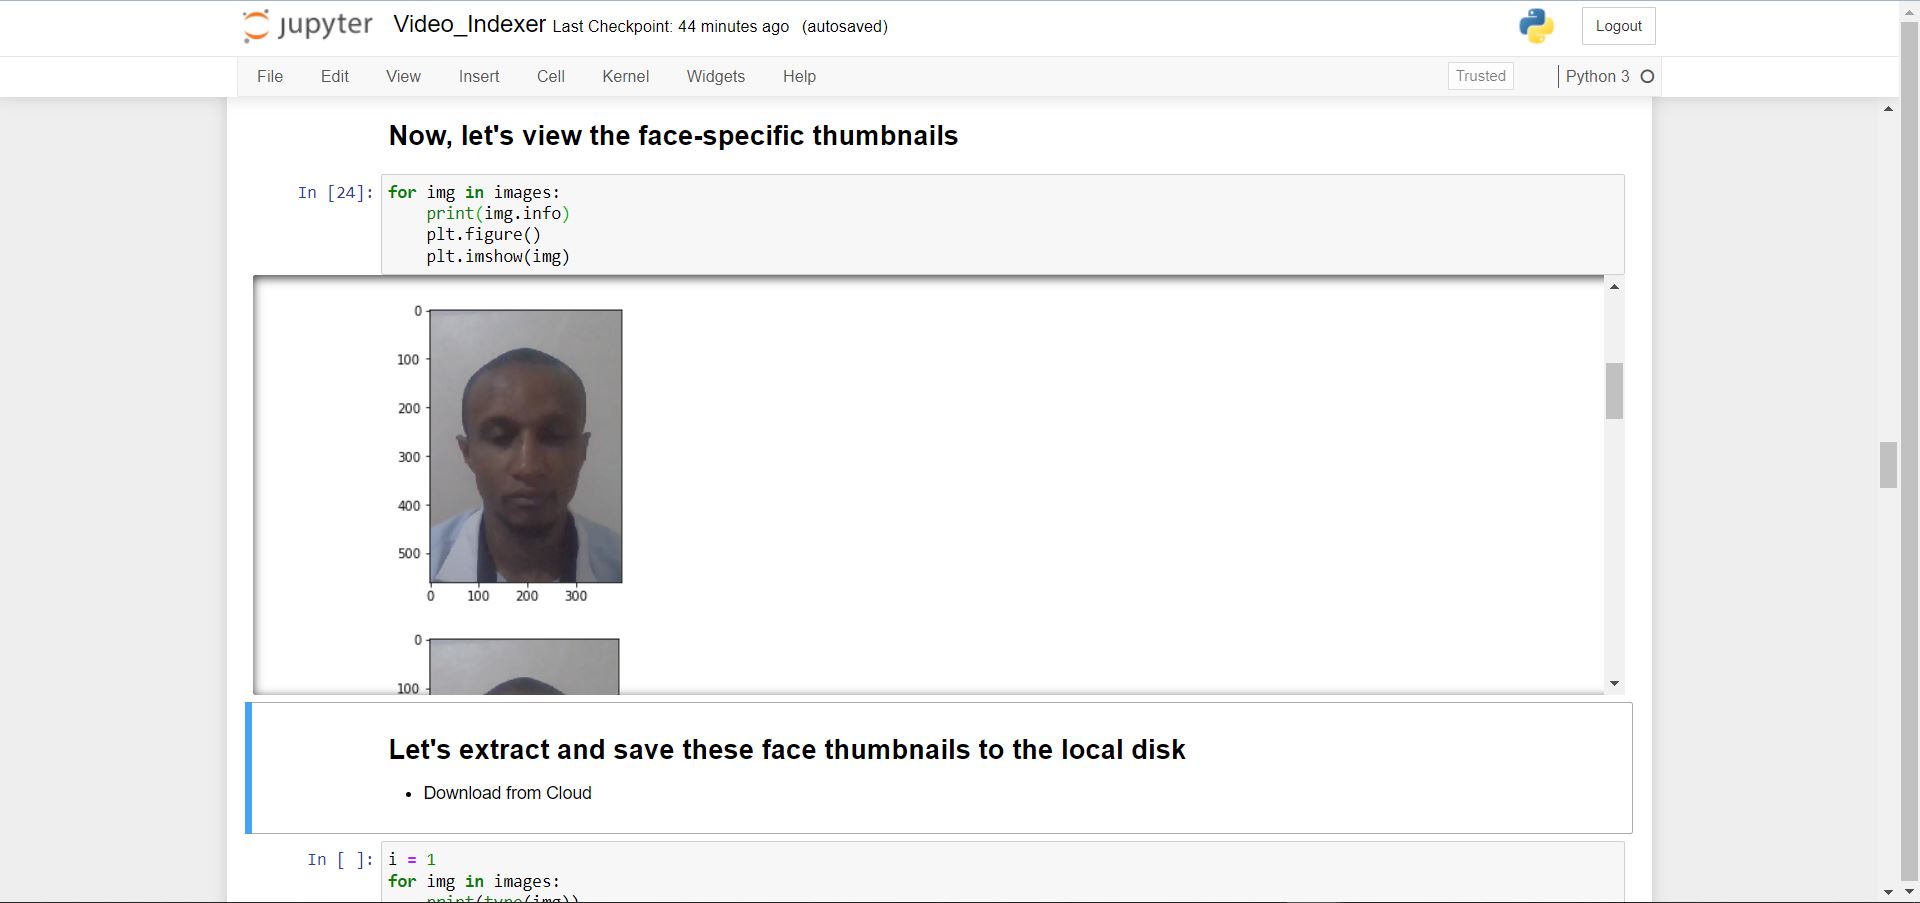 jupyter Video_Indexer Last Checkpoint: 44 minutes ago (autosaved) Logout
File Edit View Insert Cell Kernel Widgets Help Trusted Python 3
Now, let's view the face-specific thumbnails
In [24]: for img in images:
print(img.info)
plt.figure()
plt.imshow(img)
0
100
200
300
400
500
0 100 200 300
0
100
Let's extract and save these face thumbnails to the local disk
• Download from Cloud
In [ ]: i = 1
for img in images:
print(type(img))